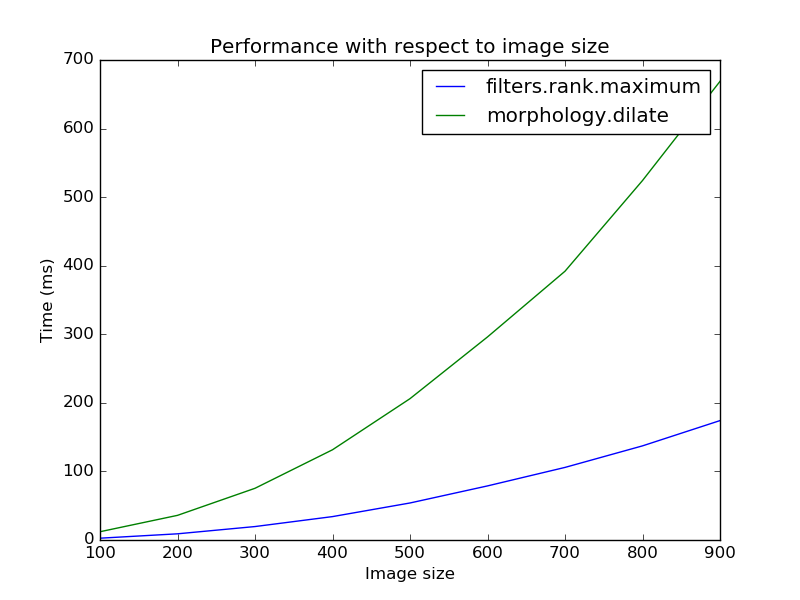 Performance with respect to image size
filters.rank.maximum
morphology.dilate
700
600
500
400
300
200
100
0
Time (ms)
100 200 300 400 500 600 700 800 900
Image size